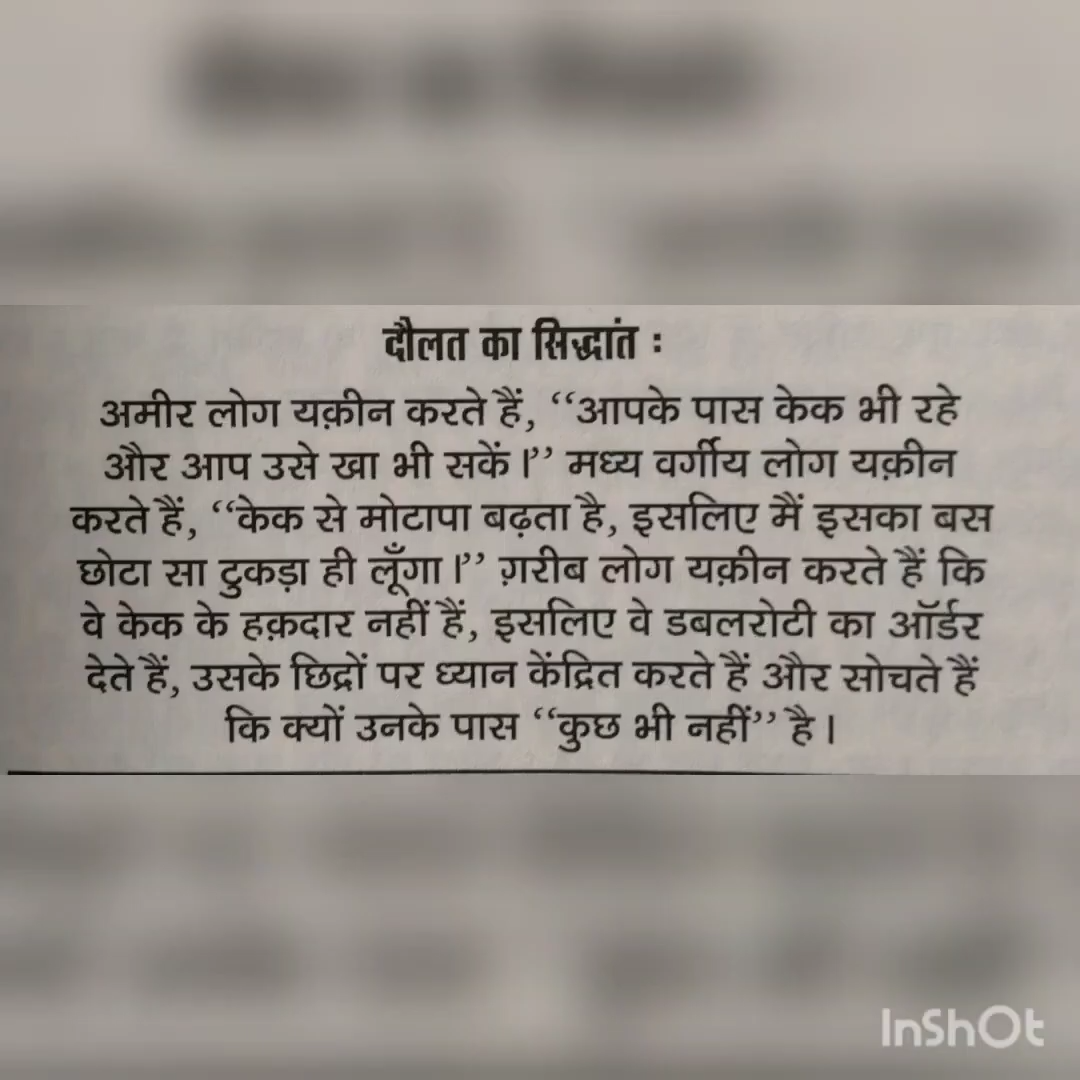 दौलत का सिद्धांत :
अमीर लोग यक़ीन करते हैं, ‘‘आपके पास केक भी रहे
और आप उसे खा भी सकें।’’ मध्य वर्गीय लोग यक़ीन
करते हैं, ‘‘केक से मोटापा बढ़ता है, इसलिए मैं इसका बस
छोटा सा टुकड़ा ही लूँगा।’’ ग़रीब लोग यक़ीन करते हैं कि
वे केक के हक़दार नहीं हैं, इसलिए वे डबलरोटी का ऑर्डर
देते हैं, उसके छिद्रों पर ध्यान केंद्रित करते हैं और सोचते हैं
कि क्यों उनके पास ‘‘कुछ भी नहीं’’ है।
InShOt